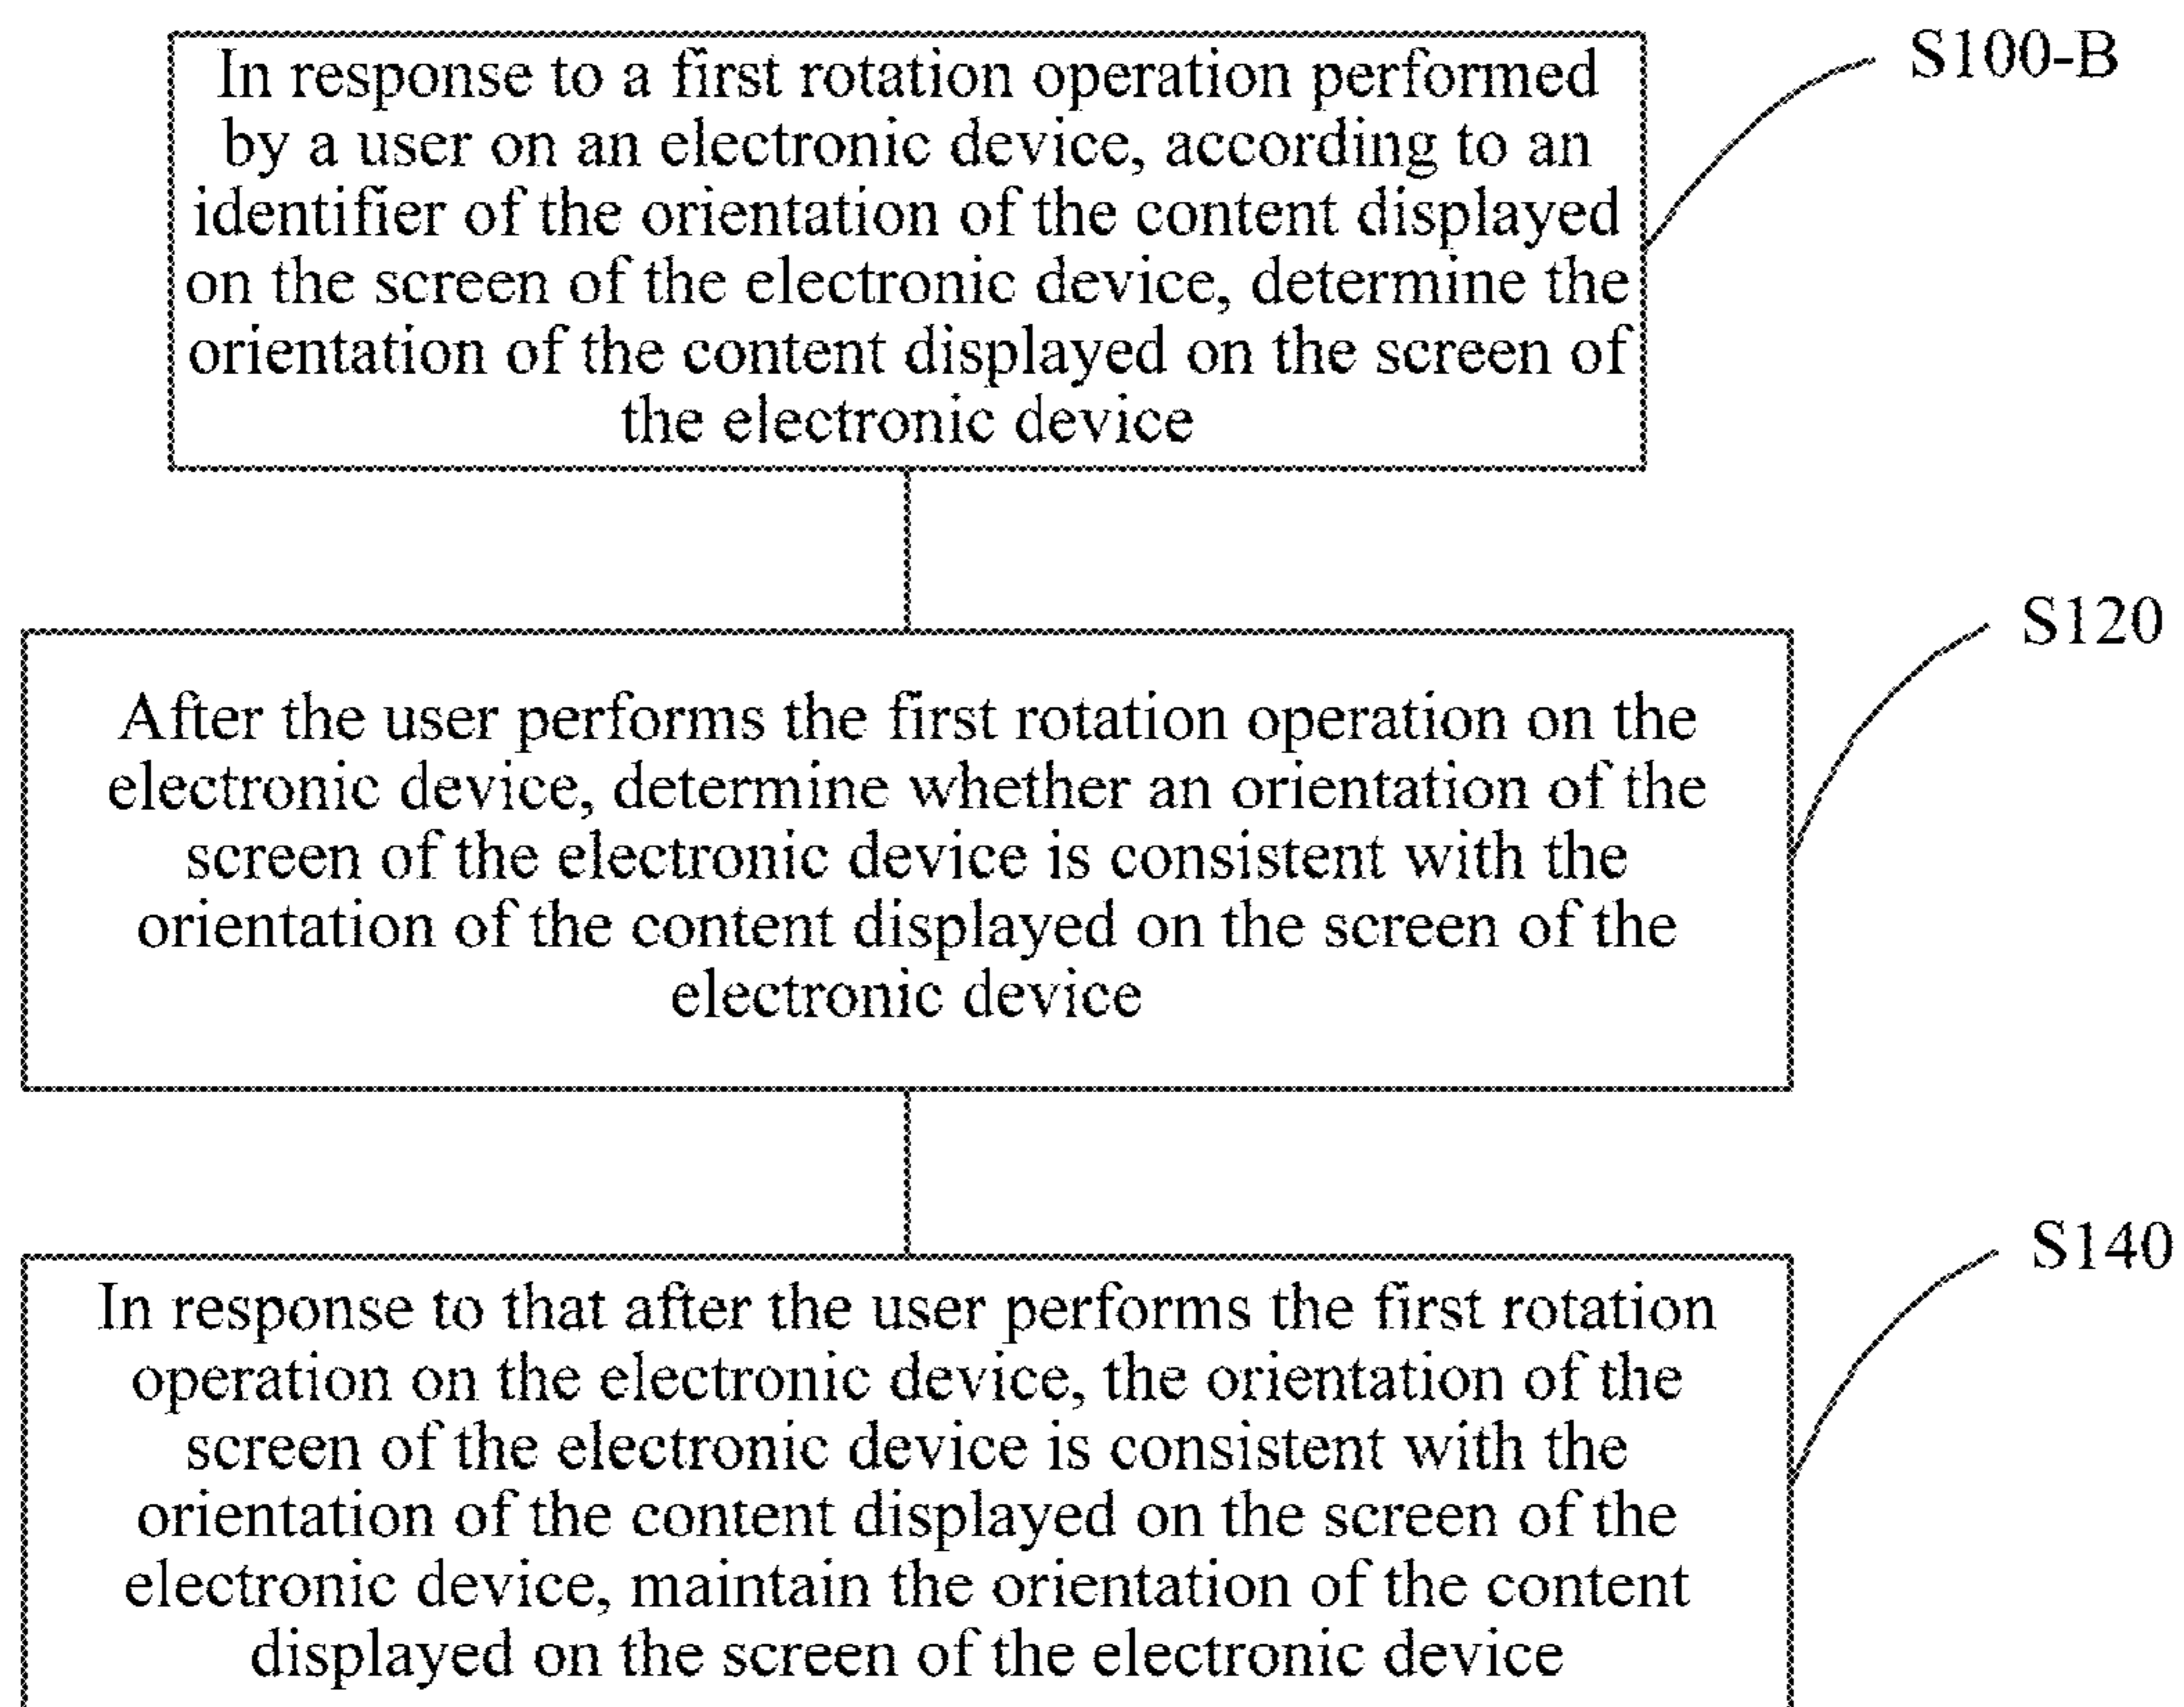 In response to a first rotation operation performed
by a user on an electronic device, according to an
identifier of the orientation of the content displayed
on the screen of the electronic device, determine the
orientation of the content displayed on the screen of
the electronic device
S100-B
After the user performs the first rotation operation on the
electronic device, determine whether an orientation of the
screen of the electronic device is consistent with the
orientation of the content displayed on the screen of the
electronic device
S120
In response to that after the user performs the first rotation
operation on the electronic device, the orientation of the
screen of the electronic device is consistent with the
orientation of the content displayed on the screen of the
electronic device, maintain the orientation of the content
displayed on the screen of the electronic device
S140